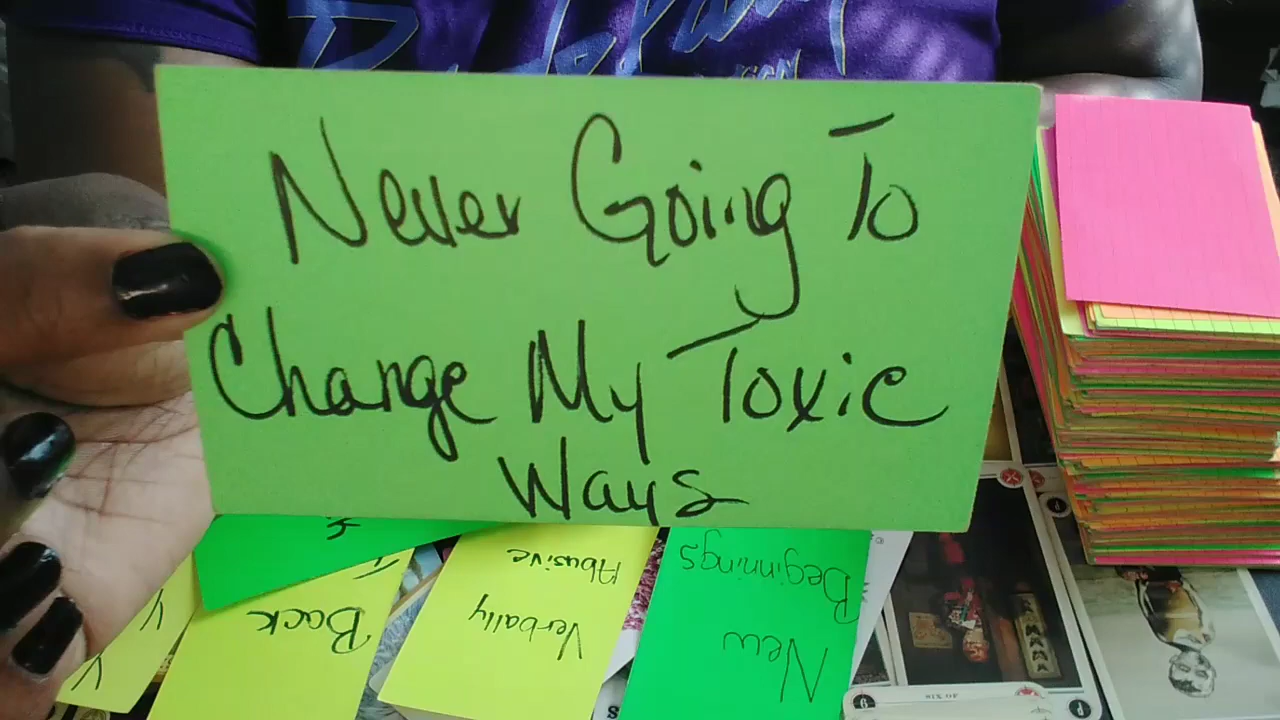 Never Going To
Change My Toxic
Ways
Back
Verbally
Abusive
New
Beginnings